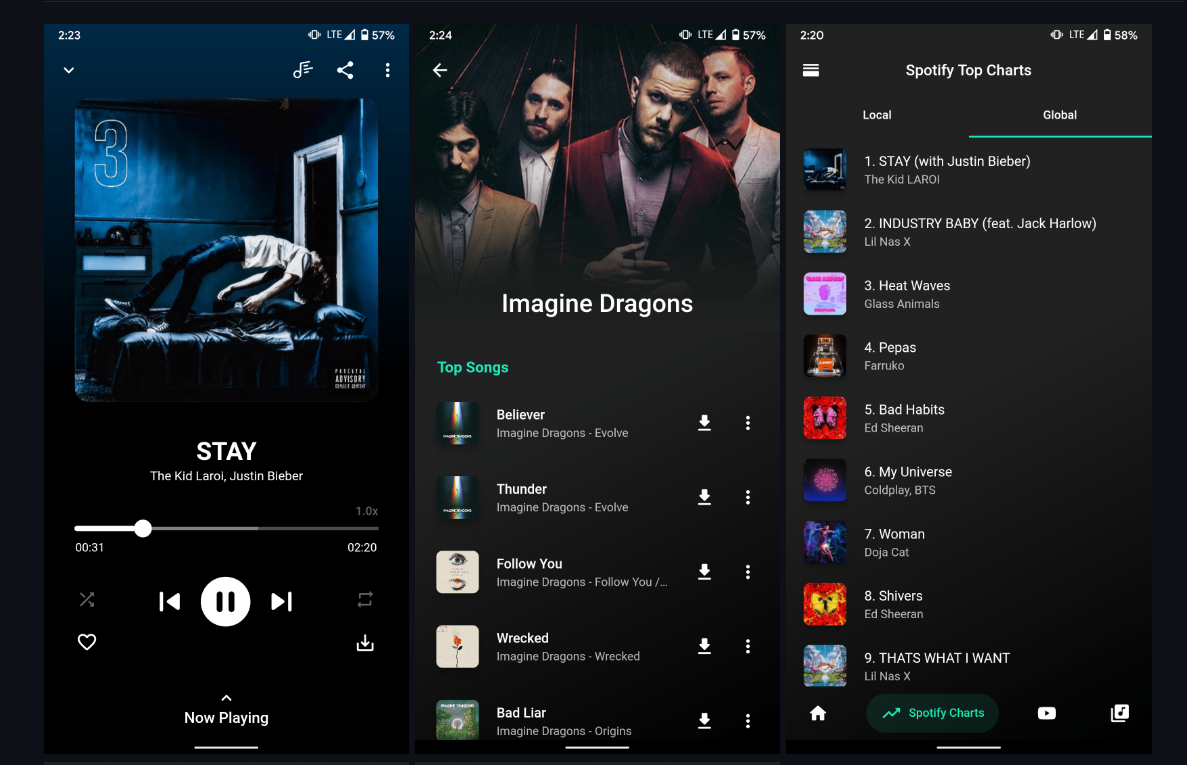 2:23
LTE 57%
3
PARENTAL
ADVISORY
EXPLICIT CONTENT
STAY
The Kid Laroi, Justin Bieber
1.0x
00:31
02:20
Now Playing
2:24
LTE 57%
Imagine Dragons
Top Songs
Believer
Imagine Dragons - Evolve
Thunder
Imagine Dragons - Evolve
Follow You
Imagine Dragons - Follow You /...
Wrecked
Imagine Dragons - Wrecked
Bad Liar
Imagine Dragons - Origins
2:20
LTE 58%
Spotify Top Charts
Local
Global
1. STAY (with Justin Bieber)
The Kid LAROI
2. INDUSTRY BABY (feat. Jack Harlow)
Lil Nas X
3. Heat Waves
Glass Animals
4. Pepas
Farruko
5. Bad Habits
Ed Sheeran
6. My Universe
Coldplay, BTS
7. Woman
Doja Cat
8. Shivers
Ed Sheeran
9. THATS WHAT I WANT
Lil Nas X
Spotify Charts